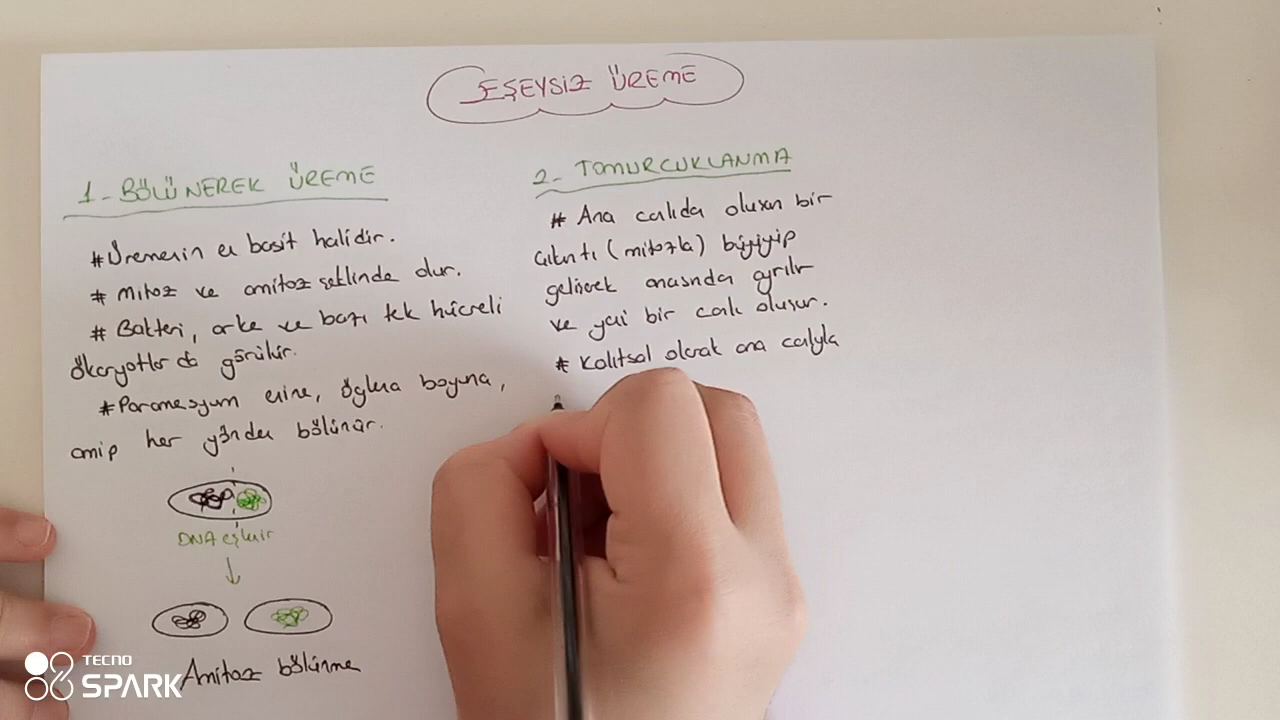 EŞEYSİZ ÜREME
1- BÖLÜNEREK ÜREME
# Üremenin en basit halidir.
# Mitoz ve amitoz şeklinde olur.
# Bakteri, arke ve bazı tek hücreli
ökaryotlarda görülür.
# Paramesyum enine, öglena boyuna,
amip her yönden bölünür.
DNA eşlenir
Amitoz bölünme
2- TOMURCUKLANMA
# Ana canlıda oluşan bir
çıkıntı (mitozla) büyüyüp
gelişerek anasından ayrılır
ve yeni bir canlı oluşur.
# Kalıtsal olarak ana canlıyla
TECNO
SPARK